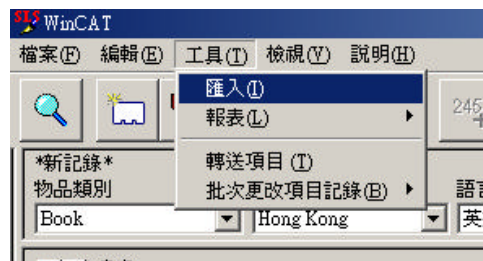 SLS WinCAT
檔案(F) 編輯(E) 工具(T) 檢視(V) 說明(H)
匯入(I)
報表(L)
245
轉送項目 (T)
批次更改項目記錄(B)
*新記錄*
物品類別
語
Book
Hong Kong
英